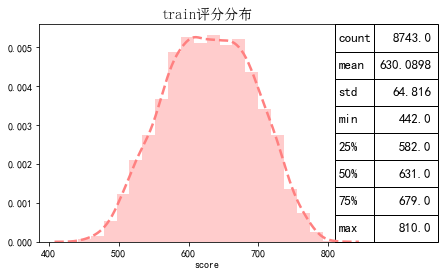 train评分分布
0.005
0.004
0.003
0.002
0.001
0.000
400 500 600 700 800
score
count 8743.0
mean 630.0898
std 64.816
min 442.0
25% 582.0
50% 631.0
75% 679.0
max 810.0